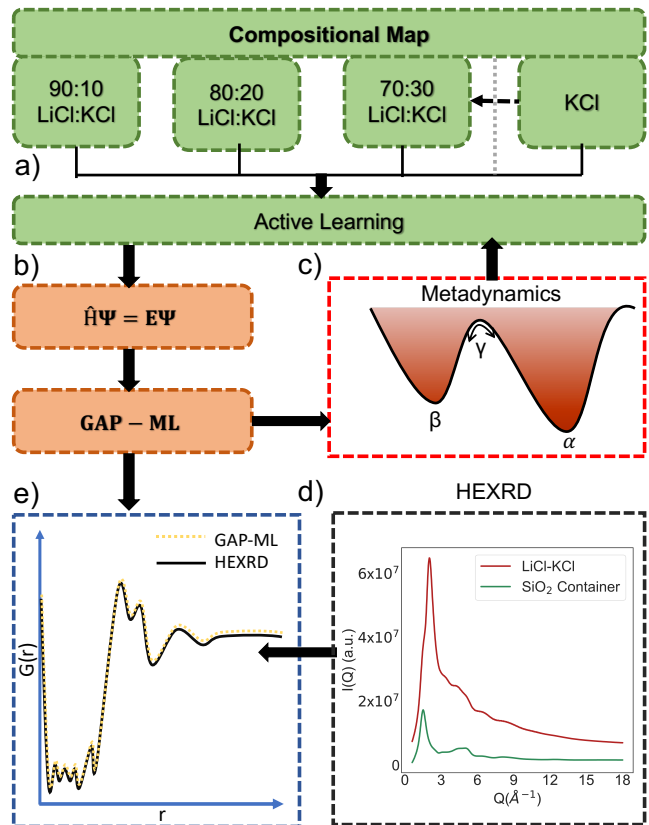 Compositional Map
90:10
LiCl:KCl
80:20
LiCl:KCl
70:30
LiCl:KCl
KCl
a)
Active Learning
b)
ĤΨ = EΨ
GAP − ML
c)
Metadynamics
γ
β
α
e)
GAP-ML
HEXRD
G(r)
r
d)
HEXRD
LiCl-KCl
SiO₂ Container
I(Q) (a.u.)
6x10⁷
4x10⁷
2x10⁷
0
0 3 6 9 12 15 18
Q(Å⁻¹)